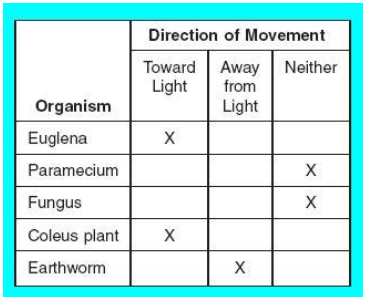 Direction of Movement
Organism
Toward Light
Away from Light
Neither
Euglena X
Paramecium X
Fungus X
Coleus plant X
Earthworm X